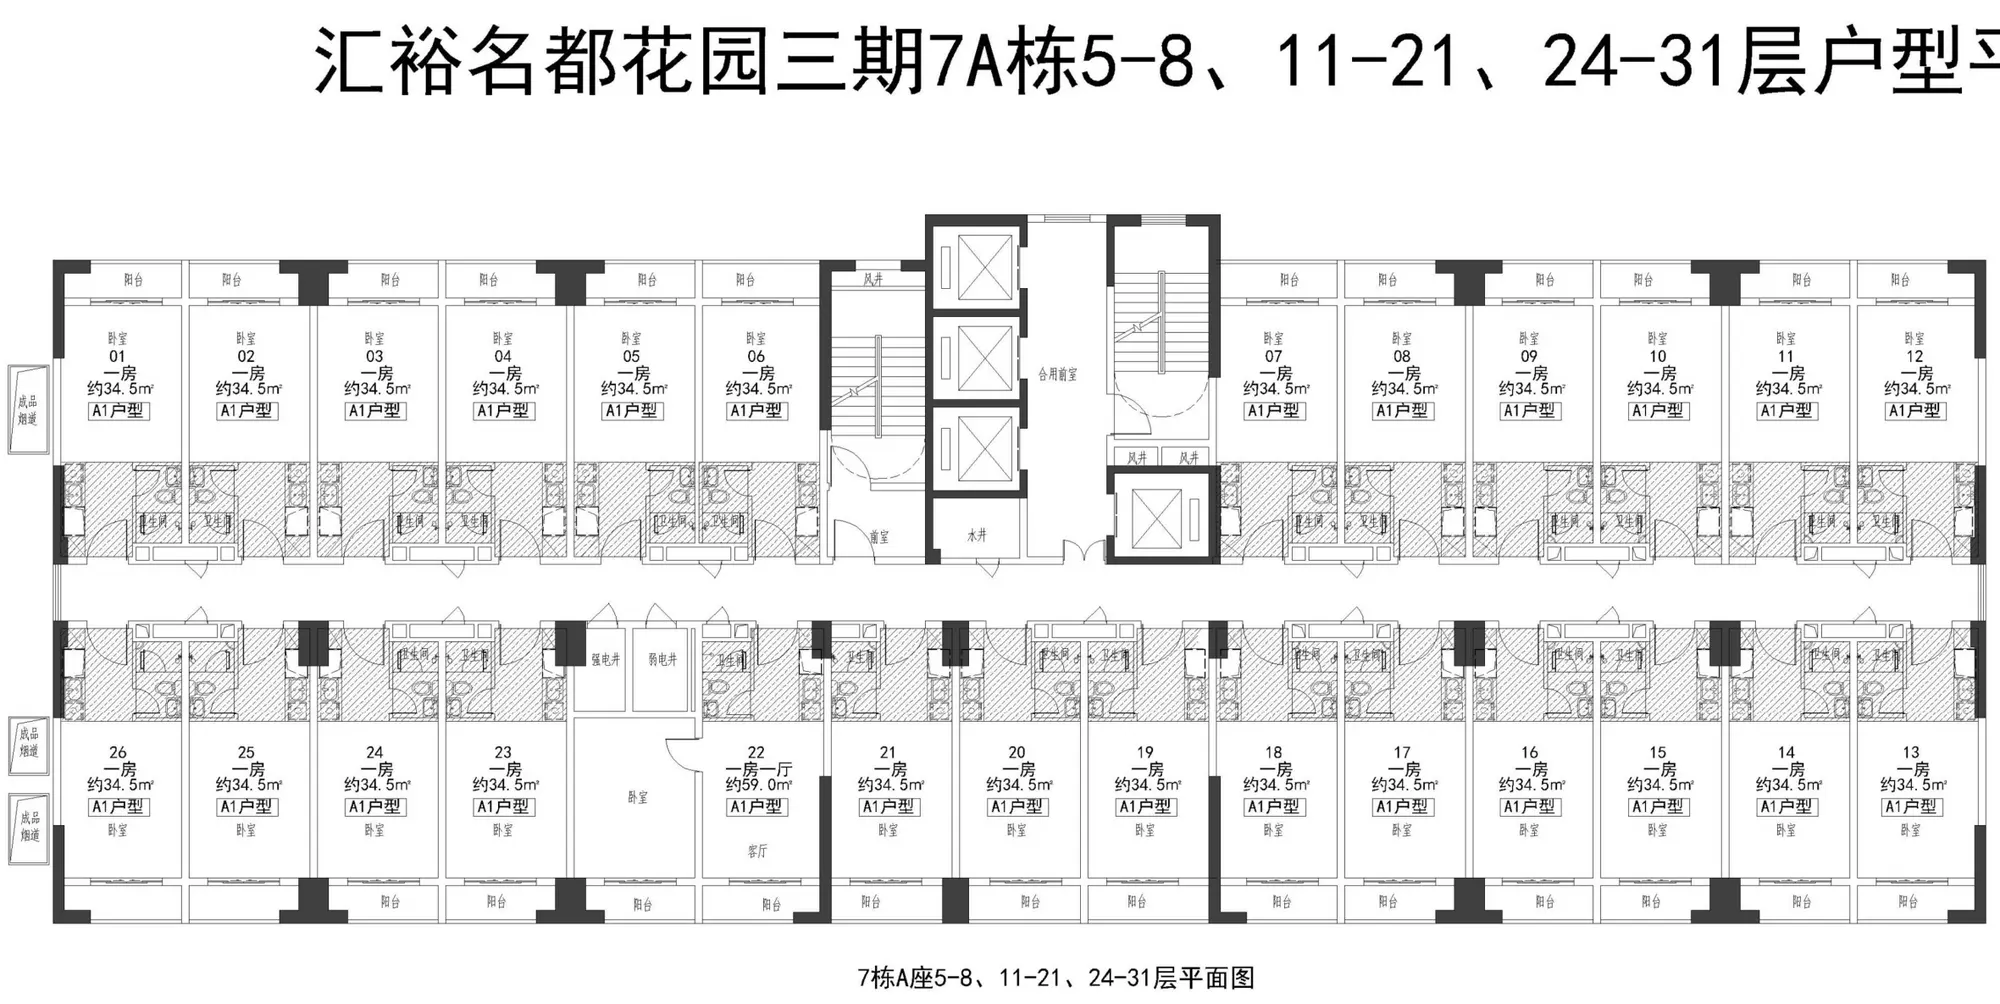 汇裕名都花园三期7A栋5-8、11-21、24-31层户型平
阳台 阳台 阳台 阳台 阳台 阳台 风井 阳台 阳台 阳台 阳台 阳台 阳台
卧室 卧室 卧室 卧室 卧室 卧室 卧室 卧室 卧室 卧室 卧室 卧室
01 02 03 04 05 06 07 08 09 10 11 12
一房 一房 一房 一房 一房 一房 一房 一房 一房 一房 一房 一房
约34.5㎡ 约34.5㎡ 约34.5㎡ 约34.5㎡ 约34.5㎡ 约34.5㎡ 约34.5㎡ 约34.5㎡ 约34.5㎡ 约34.5㎡ 约34.5㎡ 约34.5㎡
A1户型 A1户型 A1户型 A1户型 A1户型 A1户型 A1户型 A1户型 A1户型 A1户型 A1户型 A1户型
合用前室
成品
烟道
风井 风井
卫生间 卫生间 卫生间 卫生间 卫生间 卫生间 卫生间 卫生间 卫生间 卫生间 卫生间 卫生间
前室 水井
强电井 弱电井
卫生间 卫生间 卫生间 卫生间 卫生间 卫生间 卫生间 卫生间 卫生间 卫生间 卫生间 卫生间
成品
烟道
26 25 24 23 22 21 20 19 18 17 16 15 14 13
一房 一房 一房 一房 一房一厅 一房 一房 一房 一房 一房 一房 一房 一房 一房
约34.5㎡ 约34.5㎡ 约34.5㎡ 约34.5㎡ 约59.0㎡ 约34.5㎡ 约34.5㎡ 约34.5㎡ 约34.5㎡ 约34.5㎡ 约34.5㎡ 约34.5㎡ 约34.5㎡ 约34.5㎡
卧室
A1户型 A1户型 A1户型 A1户型 A1户型 A1户型 A1户型 A1户型 A1户型 A1户型 A1户型 A1户型 A1户型 A1户型
成品
烟道
卧室 卧室 卧室 卧室 卧室 卧室 卧室 卧室 卧室 卧室 卧室 卧室 卧室
客厅
阳台 阳台 阳台 阳台 阳台 阳台 阳台 阳台 阳台 阳台 阳台 阳台 阳台
7栋A座5-8、11-21、24-31层平面图